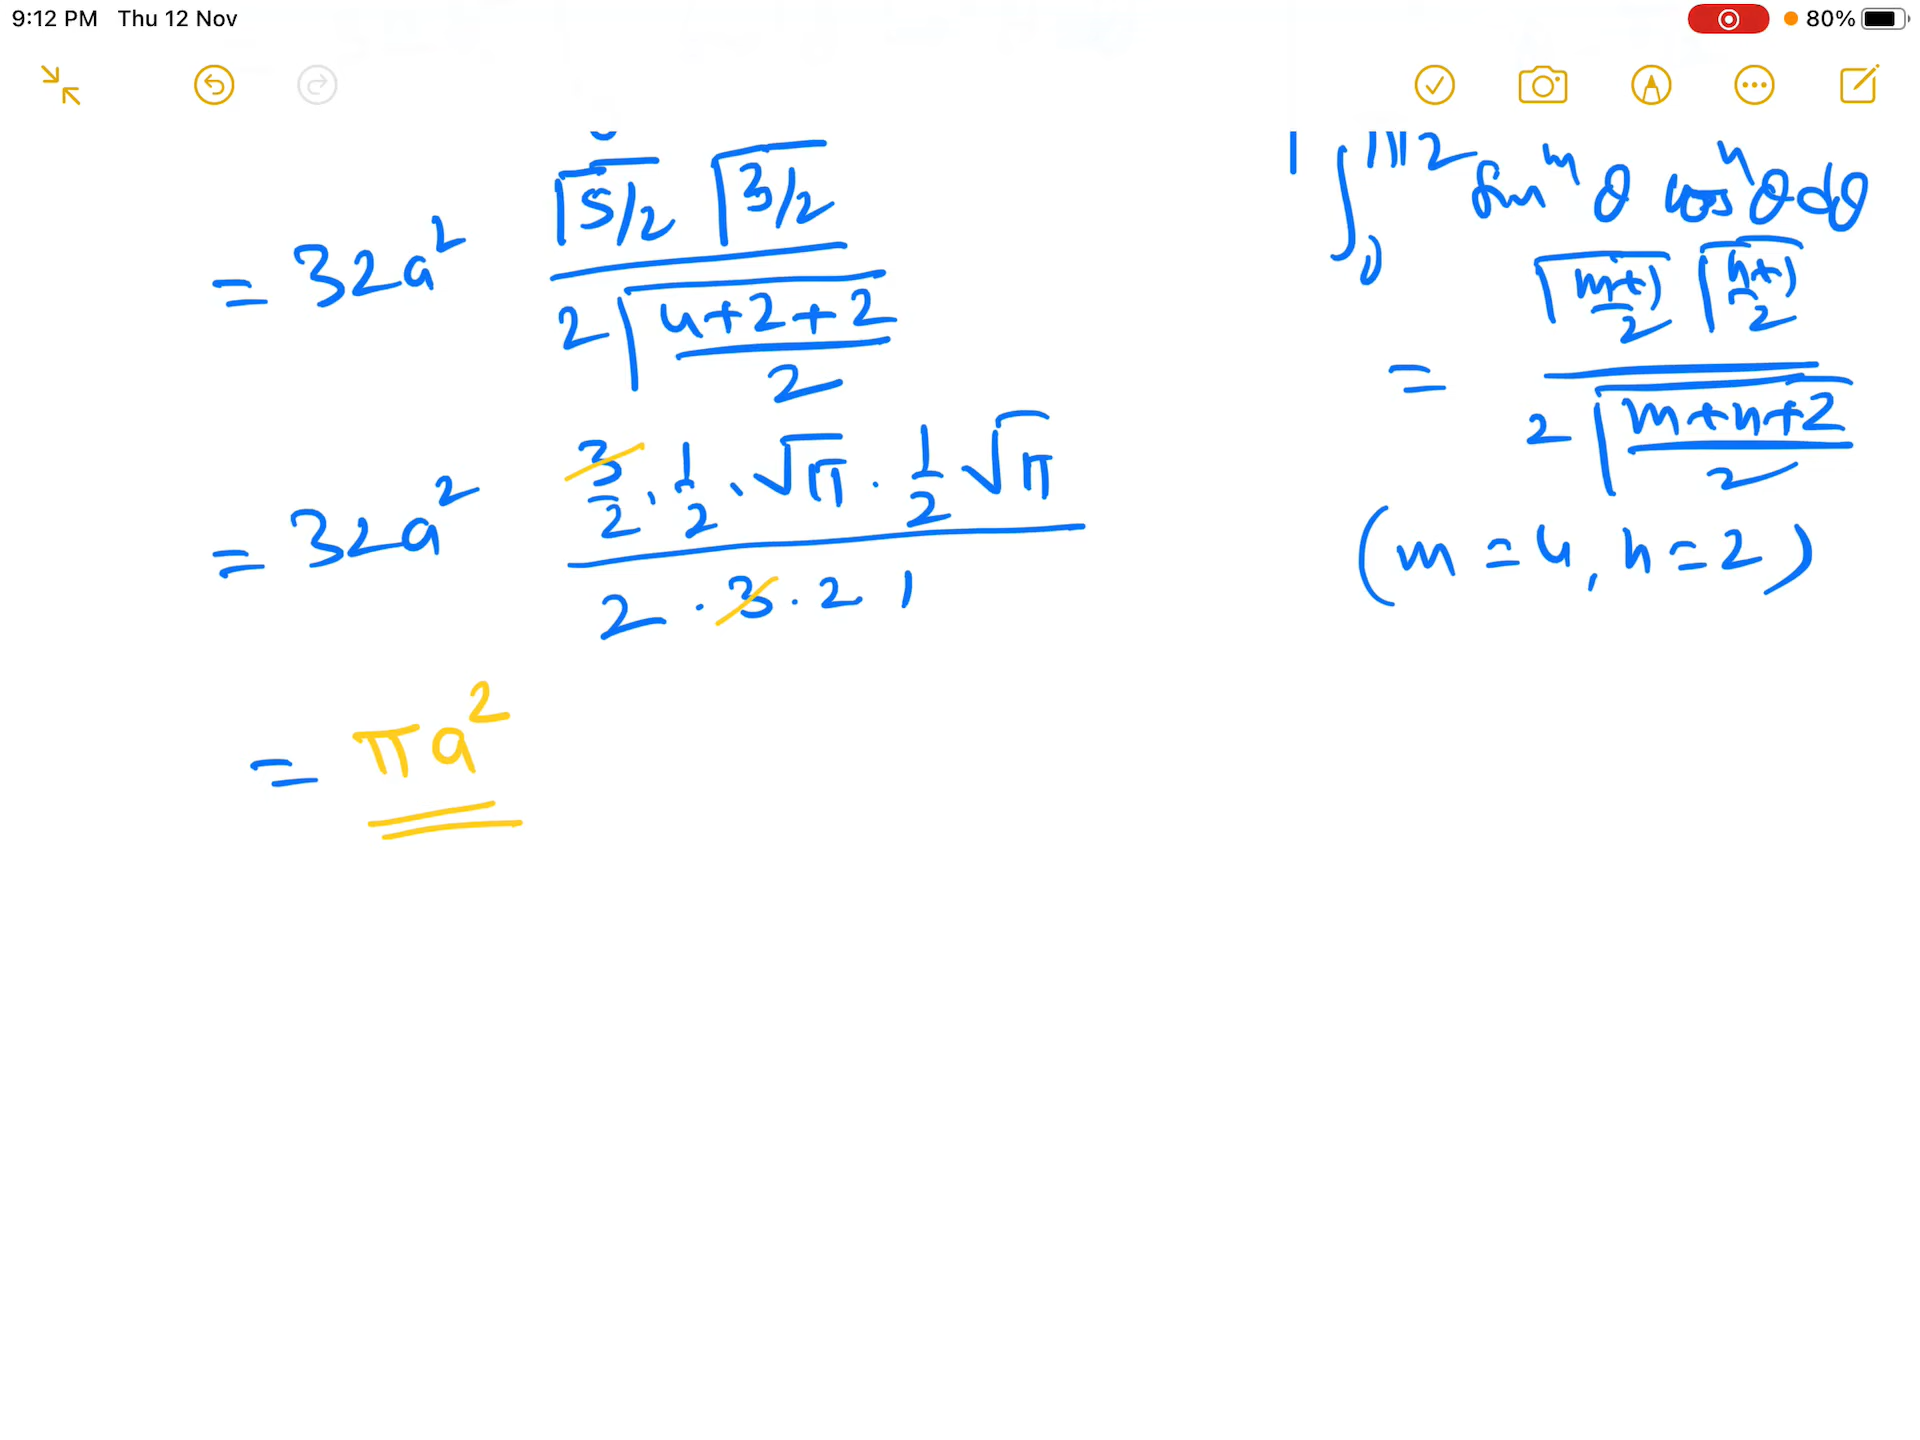 9:12 PM Thu 12 Nov
80%
= 32a² (Γ5/2 Γ3/2) / (2 Γ(4+2+2)/2)
= 32a² (3/2 · 1/2 · √π · 1/2 √π) / (2 · 3 · 2 1)
= πa²
∫₀^π/2 sin^m θ cos^n θ dθ
= (Γ(m+1)/2 Γ(n+1)/2) / (2 Γ(m+n+2)/2)
(m = 4, n = 2)